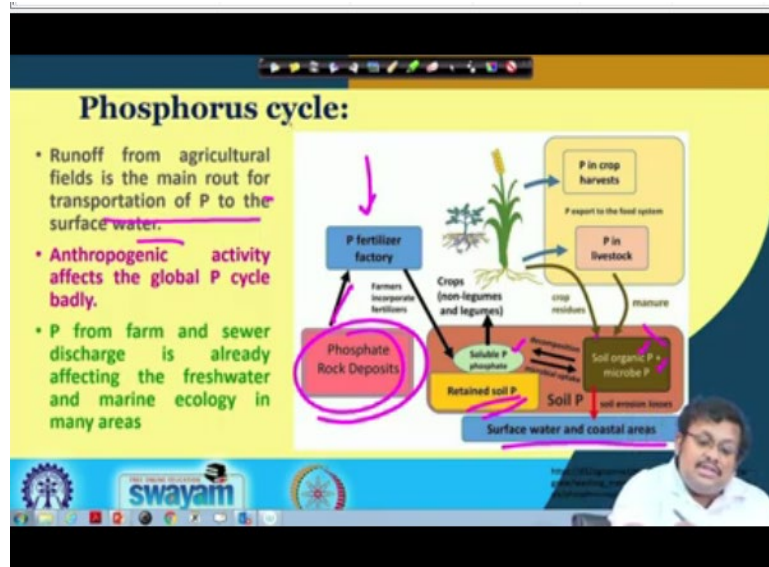 Phosphorus cycle:
• Runoff from agricultural
fields is the main rout for
transportation of P to the
surface water.
• Anthropogenic activity
affects the global P cycle
badly.
• P from farm and sewer
discharge is already
affecting the freshwater
and marine ecology in
many areas
P in crop
harvests
P export to the food system
P in
livestock
P fertilizer
factory
Farmers
incorporate
fertilizers
Crops
(non-legumes
and legumes)
crop
residues
manure
Phosphate
Rock Deposits
Soluble P
phosphate
decomposition
microbial uptake
Soil organic P +
microbe P
Retained soil P
Soil P
soil erosion losses
Surface water and coastal areas
FREE ONLINE EDUCATION
swayam